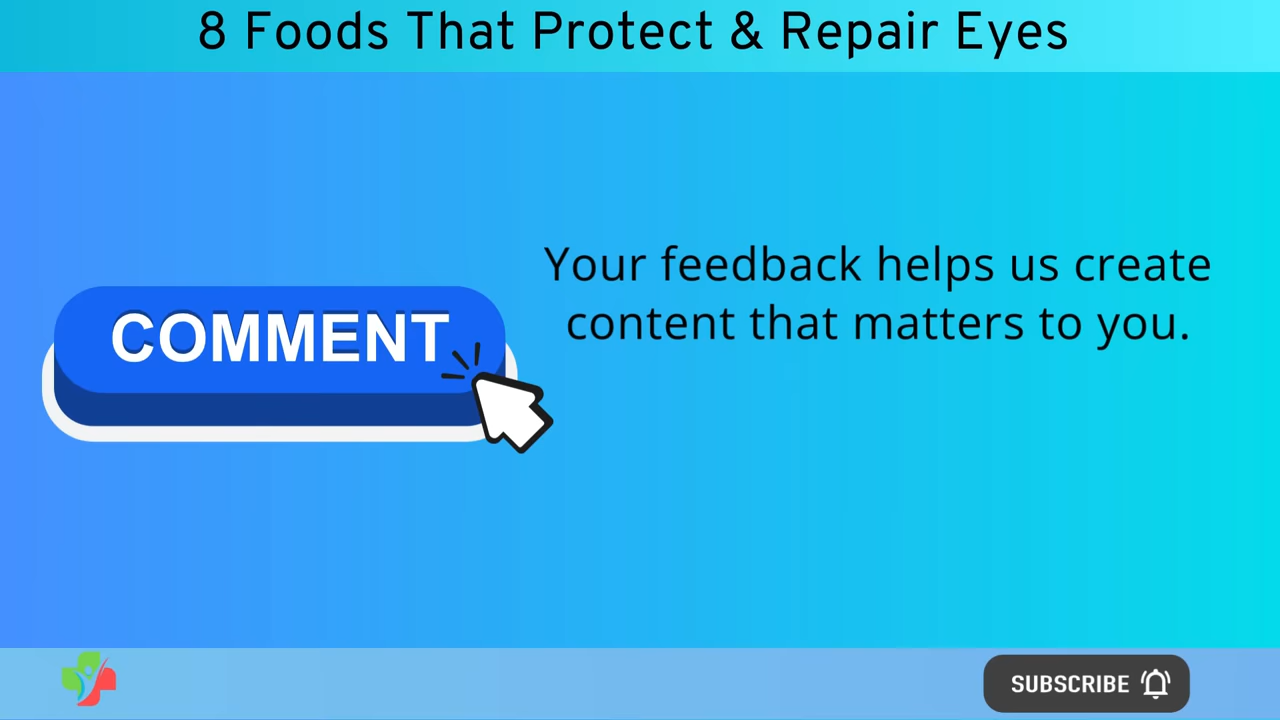 8 Foods That Protect & Repair Eyes
Your feedback helps us create
content that matters to you.
COMMENT
SUBSCRIBE